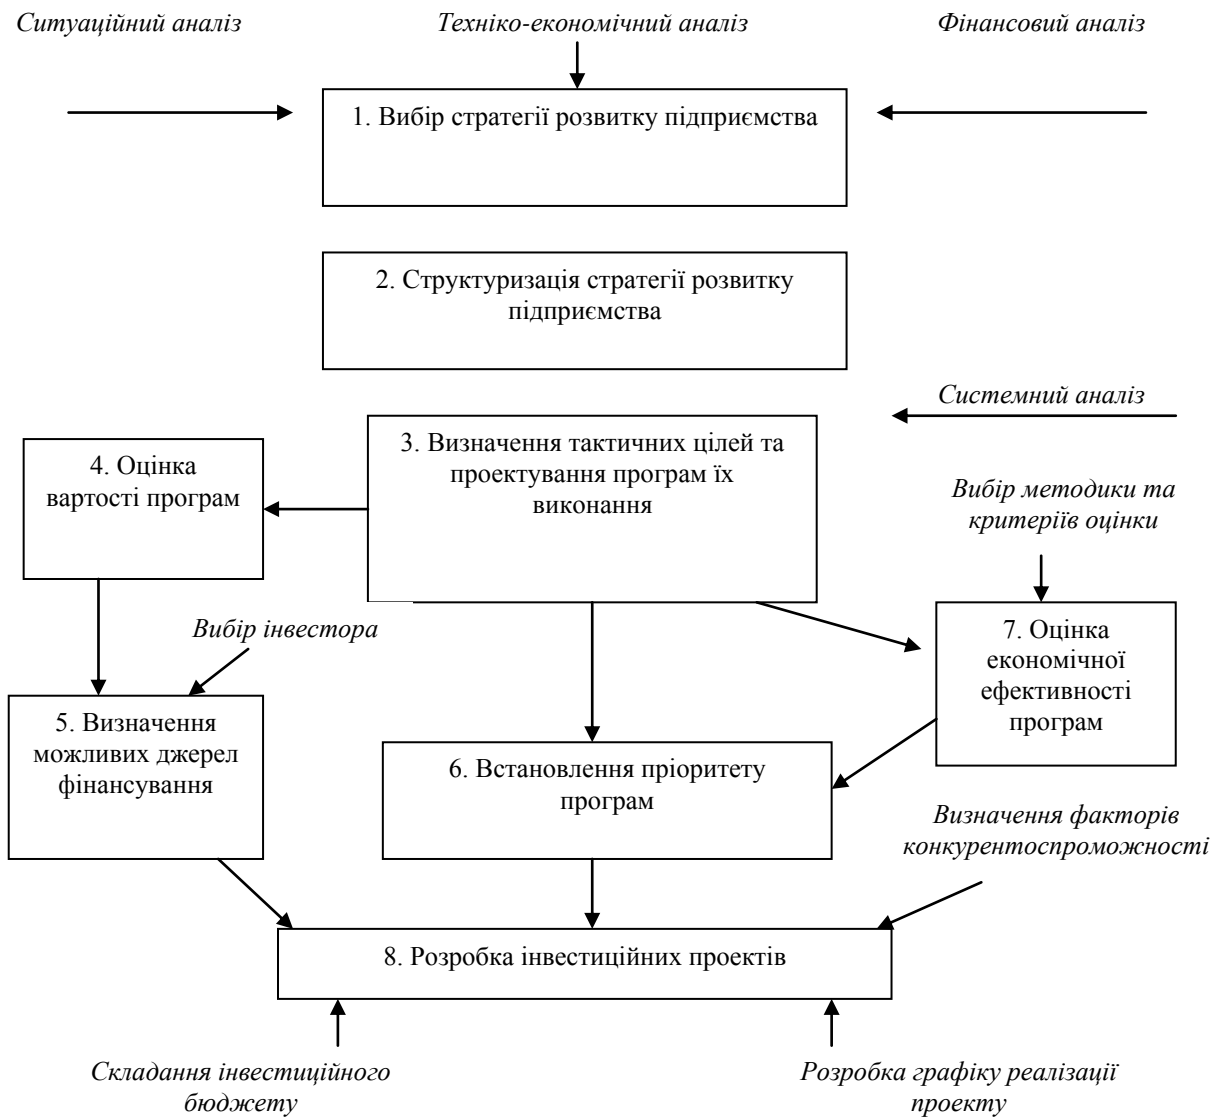 Ситуаційний аналіз
Техніко-економічний аналіз
Фінансовий аналіз
1. Вибір стратегії розвитку підприємства
2. Структуризація стратегії розвитку
підприємства
Системний аналіз
3. Визначення тактичних цілей та
проектування програм їх
виконання
4. Оцінка
вартості програм
Вибір методики та
критеріїв оцінки
Вибір інвестора
7. Оцінка
економічної
ефективності
програм
5. Визначення
можливих джерел
фінансування
6. Встановлення пріоритету
програм
Визначення факторів
конкурентоспроможності
8. Розробка інвестиційних проектів
Складання інвестиційного
бюджету
Розробка графіку реалізації
проекту